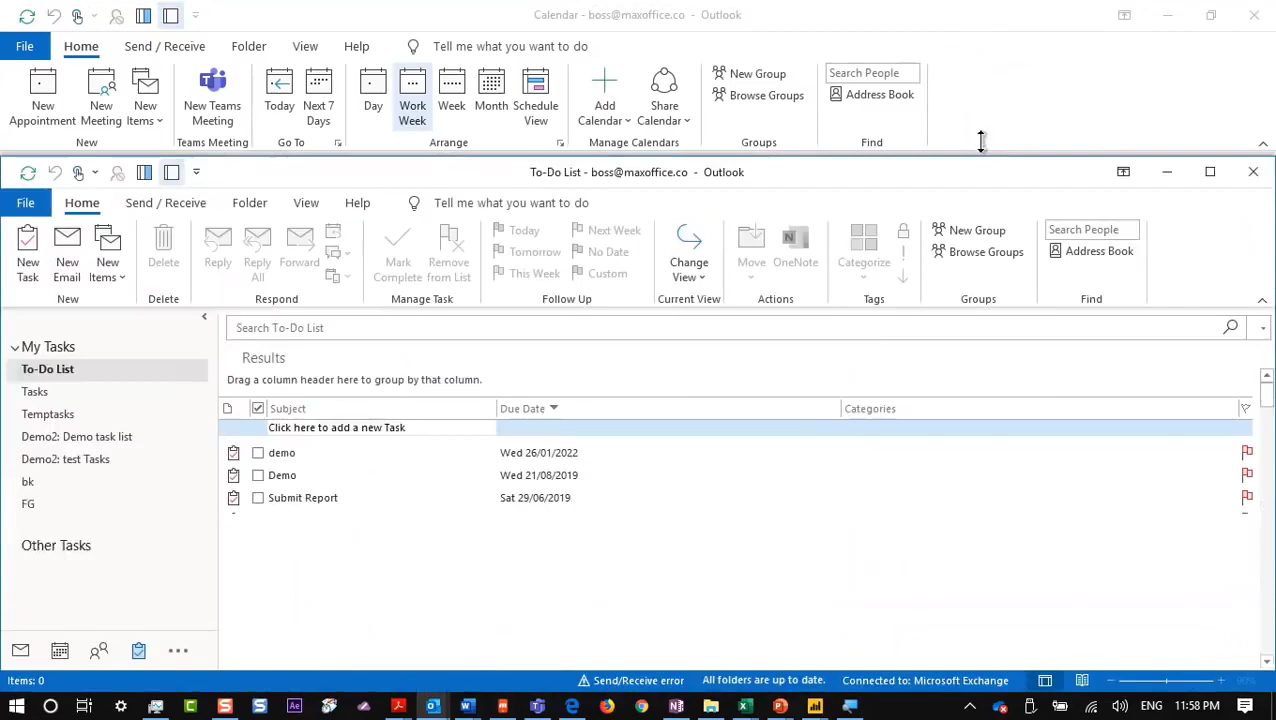 Calendar - boss@maxoffice.co - Outlook
File Home Send / Receive Folder View Help Tell me what you want to do
New Appointment
New Meeting
New Items
New Teams Meeting
Today
Next 7 Days
Day
Work Week
Week
Month
Schedule View
Add Calendar
Share Calendar
New Group
Browse Groups
Search People
Address Book
New Teams Meeting Go To Arrange Manage Calendars Groups Find
To-Do List - boss@maxoffice.co - Outlook
File Home Send / Receive Folder View Help Tell me what you want to do
New Task
New Email
New Items
Delete
Reply
Reply All
Forward
Mark Complete
Remove from List
Today
Tomorrow
This Week
Next Week
No Date
Custom
Change View
Move
OneNote
Categorize
New Group
Browse Groups
Search People
Address Book
New Delete Respond Manage Task Follow Up Current View Actions Tags Groups Find
My Tasks
To-Do List
Tasks
Temptasks
Demo2: Demo task list
Demo2: test Tasks
bk
FG
Other Tasks
Search To-Do List
Results
Drag a column header here to group by that column.
Subject Due Date Categories
Click here to add a new Task
demo Wed 26/01/2022
Demo Wed 21/08/2019
Submit Report Sat 29/06/2019
Items: 0 Send/Receive error All folders are up to date. Connected to: Microsoft Exchange 90%
ENG 11:58 PM